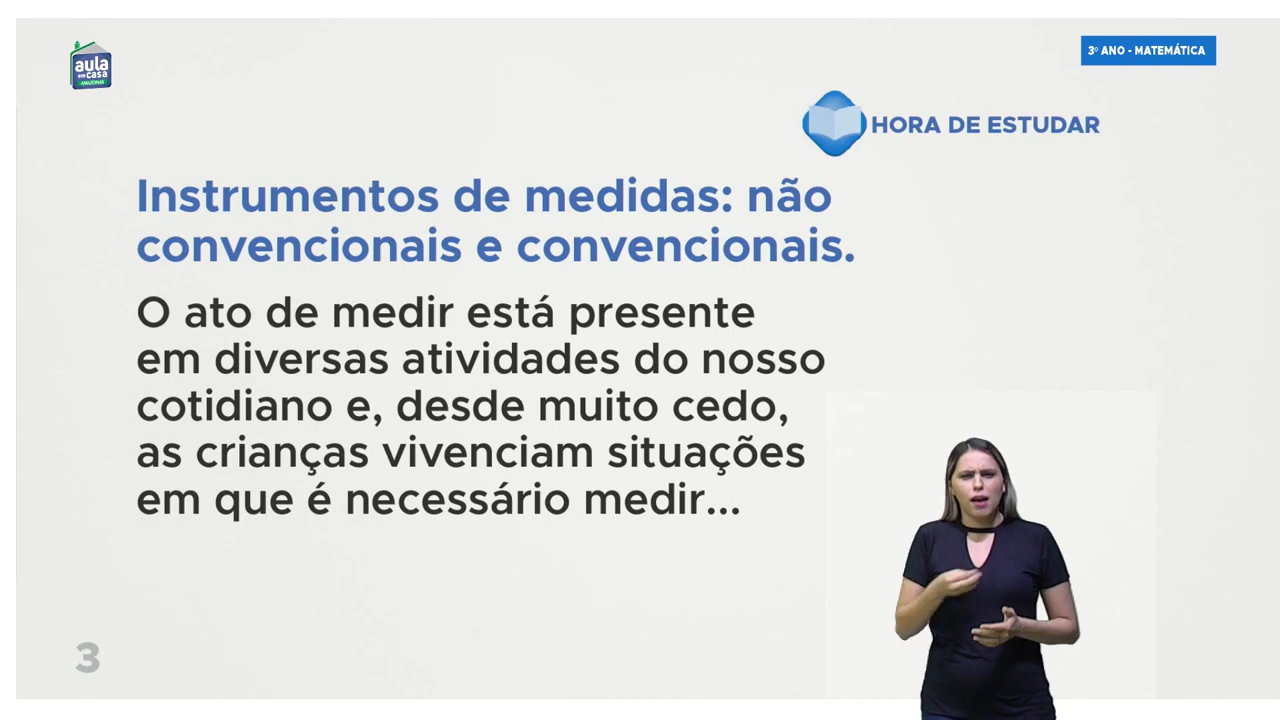 aula
em casa
AMAZONAS
3º ANO - MATEMÁTICA
HORA DE ESTUDAR
Instrumentos de medidas: não
convencionais e convencionais.
O ato de medir está presente
em diversas atividades do nosso
cotidiano e, desde muito cedo,
as crianças vivenciam situações
em que é necessário medir...
3